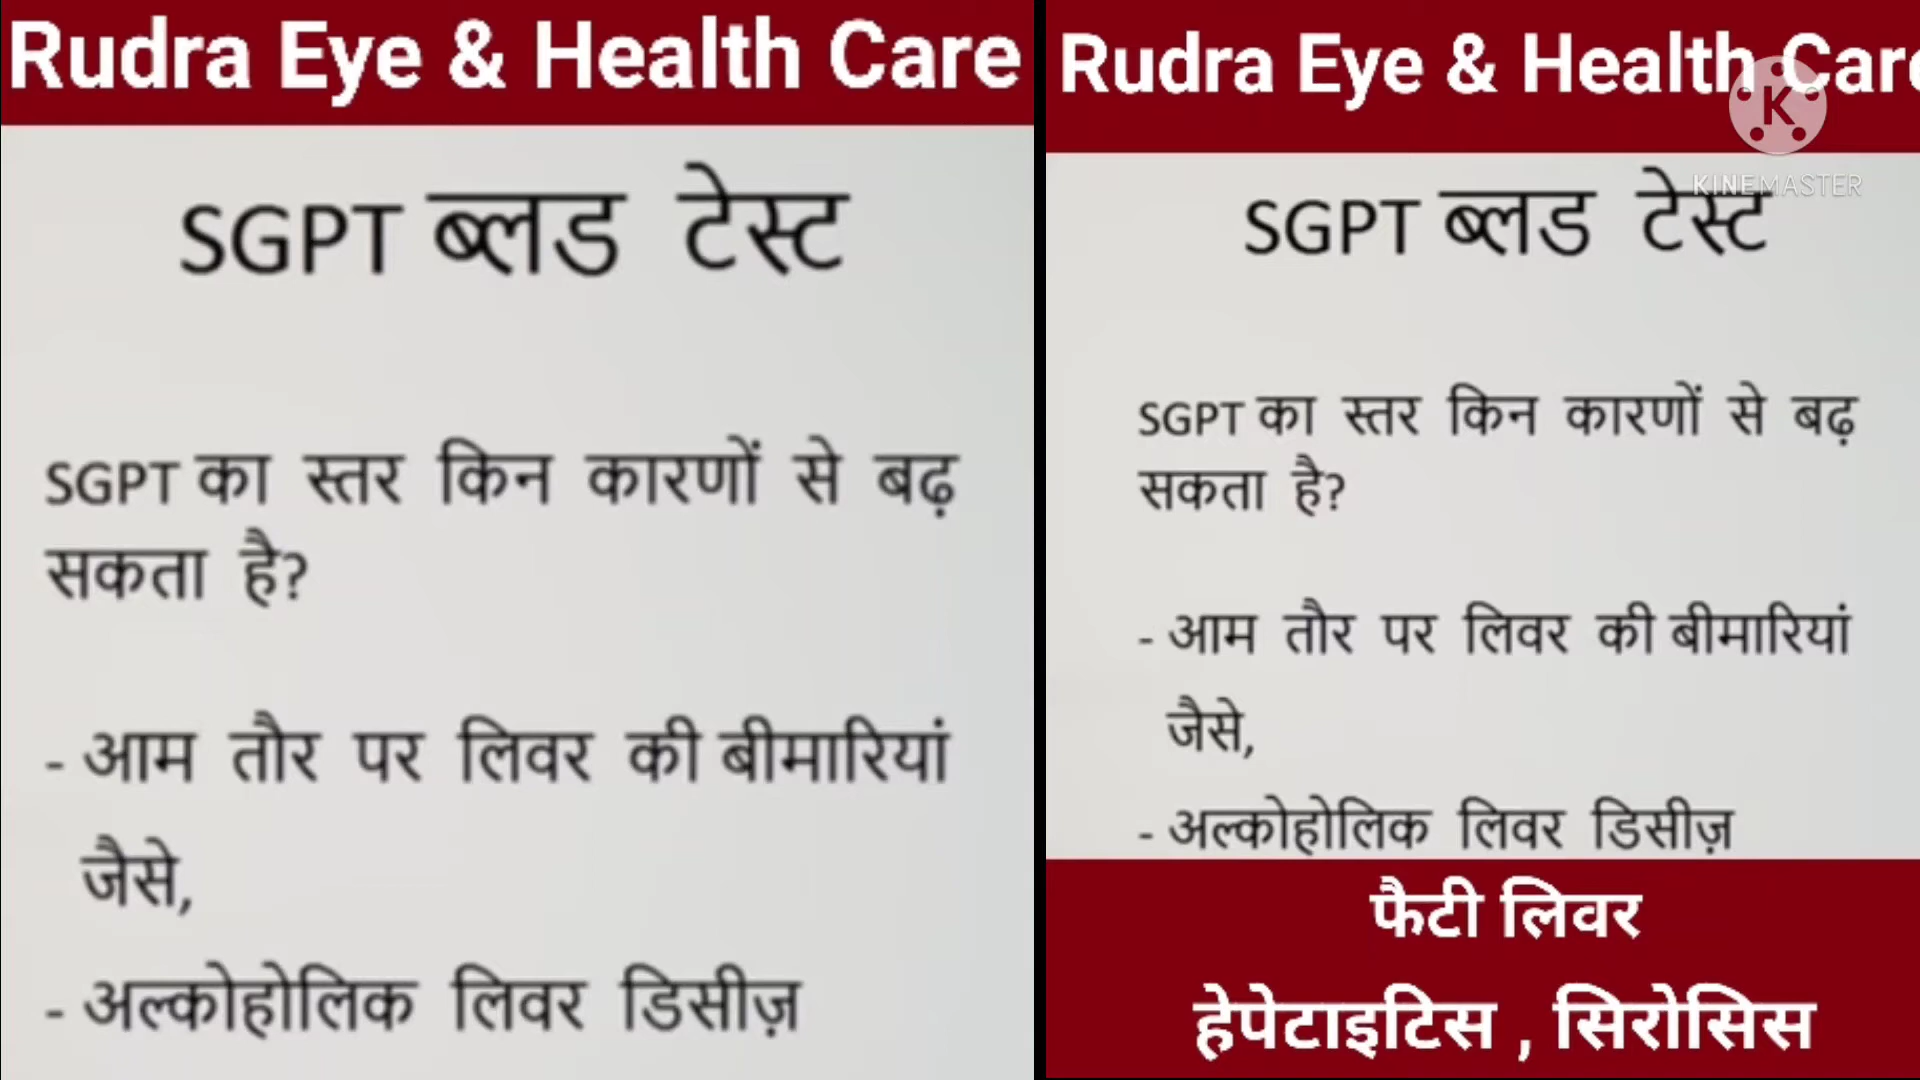 Rudra Eye & Health Care
SGPT ब्लड टेस्ट
SGPT का स्तर किन कारणों से बढ़
सकता है?
- आम तौर पर लिवर की बीमारियां
जैसे,
- अल्कोहोलिक लिवर डिसीज़
Rudra Eye & Health Care
KINEMASTER
SGPT ब्लड टेस्ट
SGPT का स्तर किन कारणों से बढ़
सकता है?
- आम तौर पर लिवर की बीमारियां
जैसे,
- अल्कोहोलिक लिवर डिसीज़
फैटी लिवर
हेपेटाइटिस , सिरोसिस